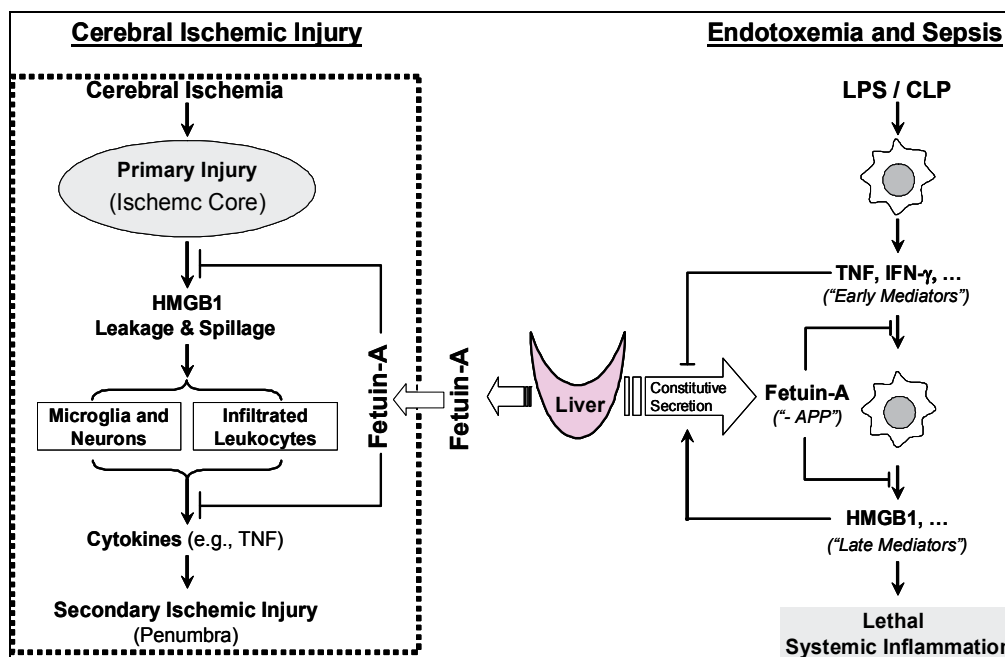 Cerebral Ischemic Injury
Cerebral Ischemia
Primary Injury
(Ischemc Core)
HMGB1
Leakage & Spillage
Microglia and
Neurons
Infiltrated
Leukocytes
Cytokines (e.g., TNF)
Secondary Ischemic Injury
(Penumbra)
Fetuin-A
Fetuin-A
Liver
Constitutive
Secretion
Endotoxemia and Sepsis
LPS / CLP
TNF, IFN-γ, ...
("Early Mediators")
Fetuin-A
("- APP")
HMGB1, ...
("Late Mediators")
Lethal
Systemic Inflammation